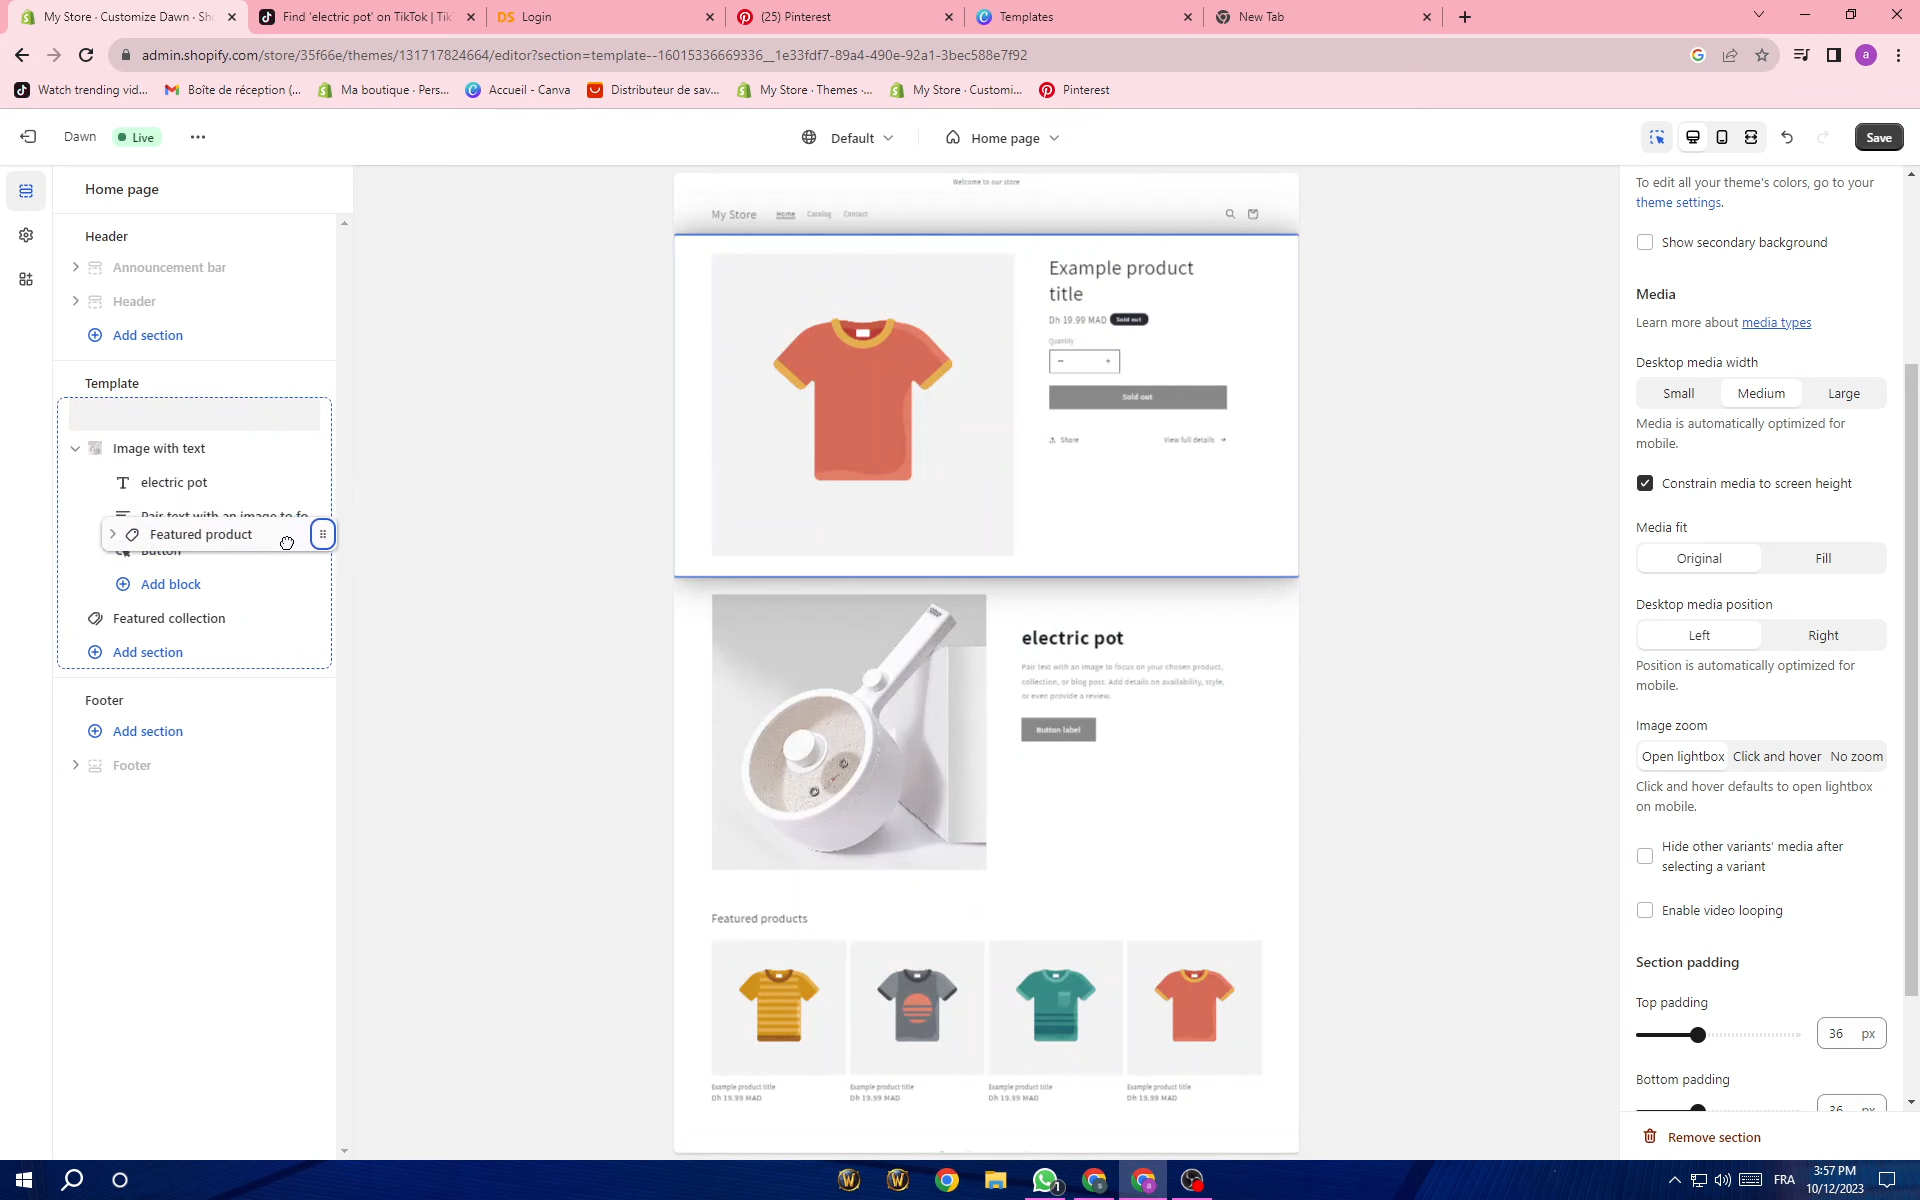 My Store · Customize Dawn · Sh
Find 'electric pot' on TikTok | Tik
Login
(25) Pinterest
Templates
New Tab
admin.shopify.com/store/35f66e/themes/131717824664/editor?section=template--16015336669336__1e33fdf7-89a4-490e-92a1-3bec588e7f92
Watch trending vid...
Boîte de réception (...
Ma boutique · Pers...
Accueil - Canva
Distributeur de sav...
My Store · Themes ·...
My Store · Customi...
Pinterest
Dawn
Live
Default
Home page
Save
Home page
Header
Announcement bar
Header
Add section
Template
Image with text
electric pot
Pair text with an image to fo
Featured product
Button
Add block
Featured collection
Add section
Footer
Add section
Footer
Welcome to our store
My Store
Home
Catalog
Contact
Example product
title
Dh 19.99 MAD
Sold out
Quantity
Sold out
Share
View full details
electric pot
Pair text with an image to focus on your chosen product,
collection, or blog post. Add details on availability, style,
or even provide a review.
Button label
Featured products
Example product title
Dh 19.99 MAD
Example product title
Dh 19.99 MAD
Example product title
Dh 19.99 MAD
Example product title
Dh 19.99 MAD
To edit all your theme's colors, go to your
theme settings.
Show secondary background
Media
Learn more about media types
Desktop media width
Small
Medium
Large
Media is automatically optimized for
mobile.
Constrain media to screen height
Media fit
Original
Fill
Desktop media position
Left
Right
Position is automatically optimized for
mobile.
Image zoom
Open lightbox
Click and hover
No zoom
Click and hover defaults to open lightbox
on mobile.
Hide other variants' media after
selecting a variant
Enable video looping
Section padding
Top padding
36 px
Bottom padding
36 px
Remove section
FRA
3:57 PM
10/12/2023